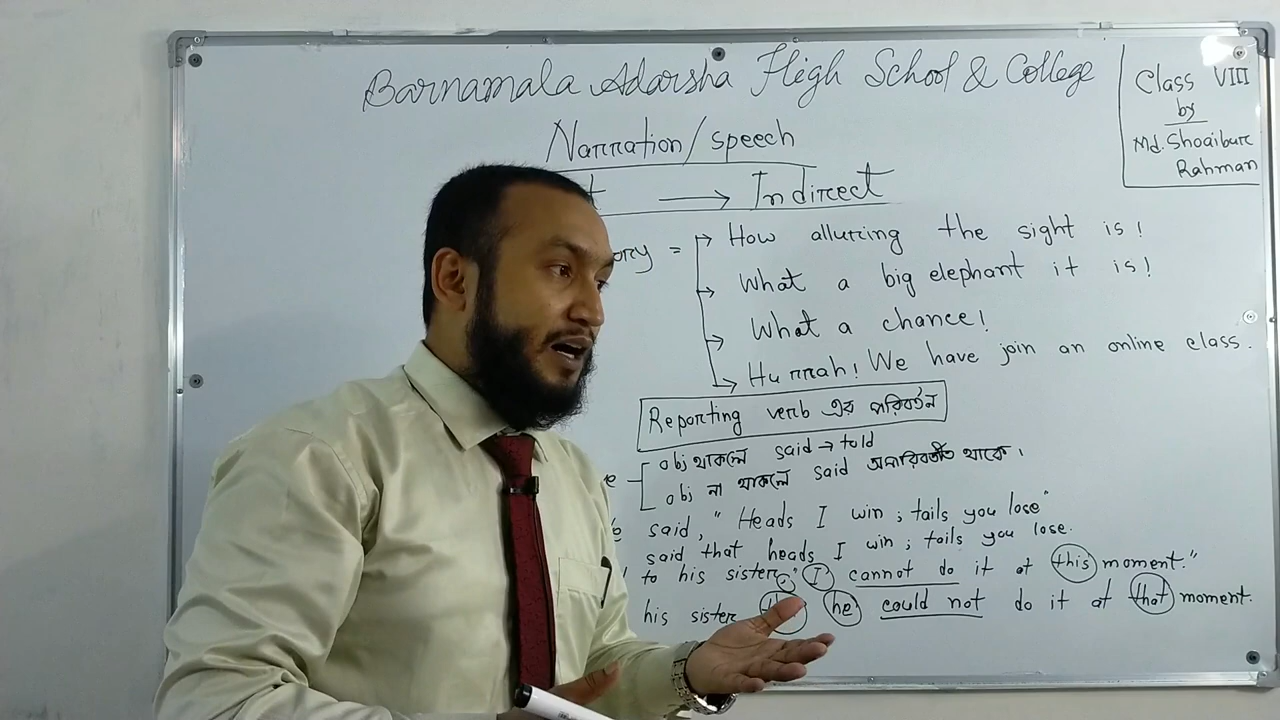 Barnamala Adarsha High School & College
Class VIII
by
Md. Shoaibur
Rahman
Narration/speech
t → Indirect
ory = How alluring the sight is!
What a big elephant it is!
What a chance!
Hurrah! We have join an online class.
Reporting verb এর পরিবর্তন
e - obj থাকলে said → told
obj না থাকলে said অপরিবর্তীত থাকে।
said, "Heads I win; tails you lose"
said that heads I win; tails you lose.
" to his sister, "I cannot do it at this moment."
his sister he could not do it at that moment.